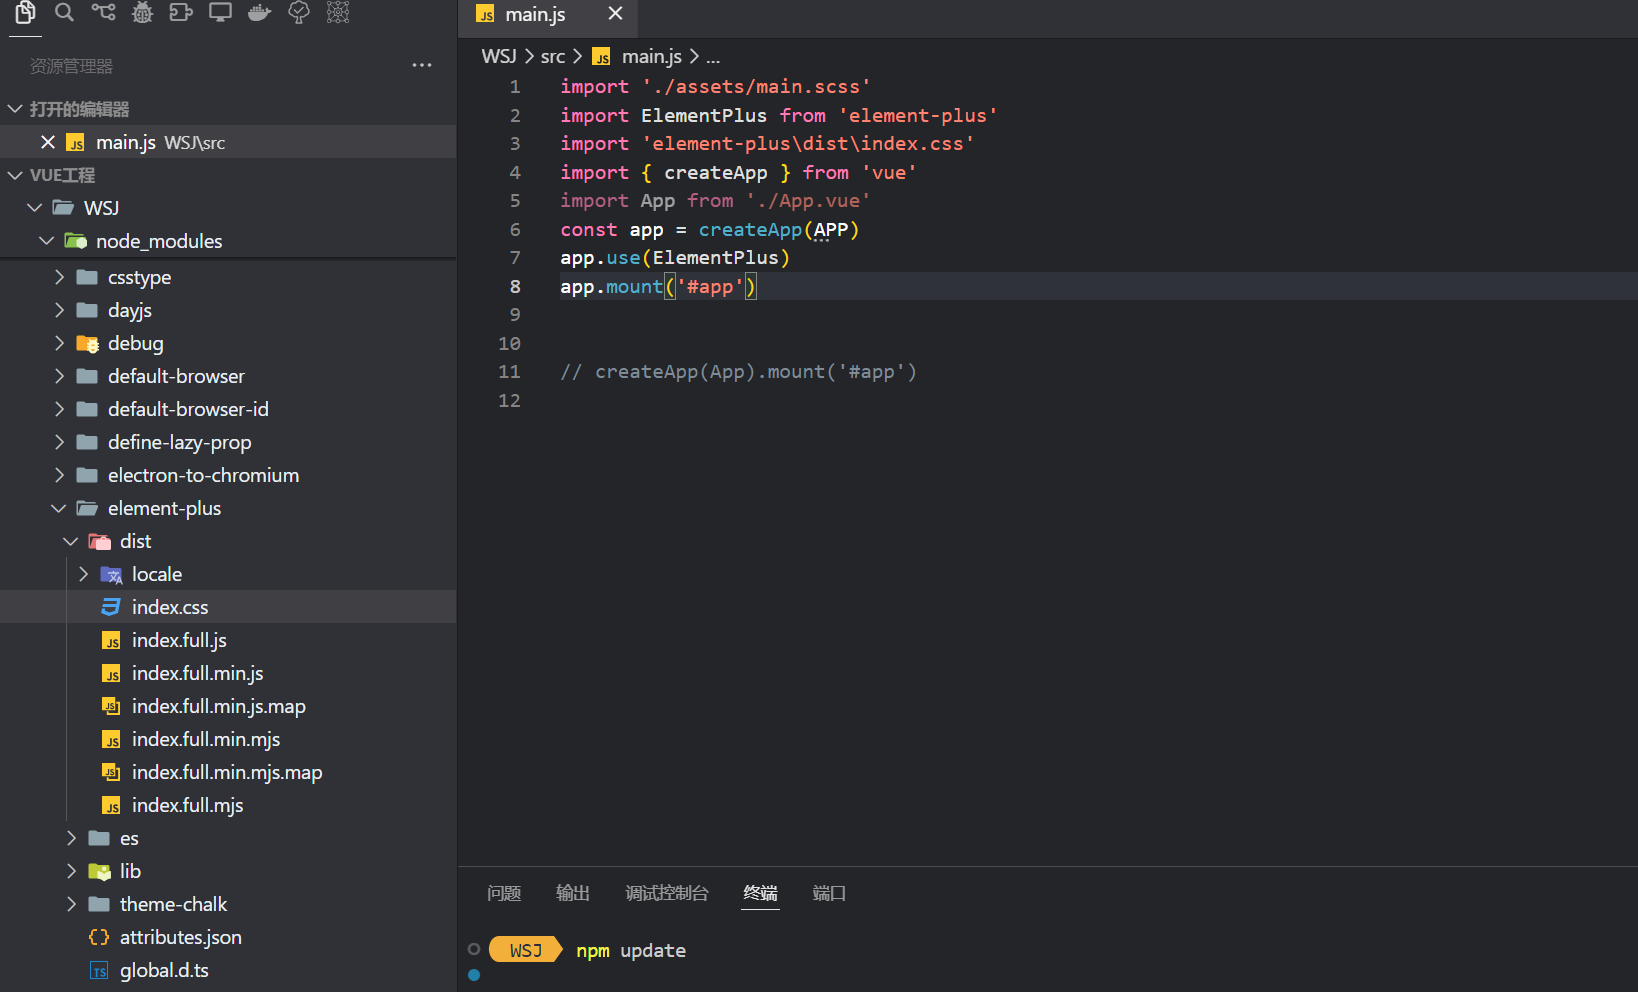 资源管理器
打开的编辑器
main.js WSJ\src
VUE工程
WSJ
node_modules
csstype
dayjs
debug
default-browser
default-browser-id
define-lazy-prop
electron-to-chromium
element-plus
dist
locale
index.css
index.full.js
index.full.min.js
index.full.min.js.map
index.full.min.mjs
index.full.min.mjs.map
index.full.mjs
es
lib
theme-chalk
attributes.json
global.d.ts
JS main.js
WSJ > src > JS main.js > ...
1 import './assets/main.scss'
2 import ElementPlus from 'element-plus'
3 import 'element-plus\dist\index.css'
4 import { createApp } from 'vue'
5 import App from './App.vue'
6 const app = createApp(APP)
7 app.use(ElementPlus)
8 app.mount('#app')
9
10
11 // createApp(App).mount('#app')
12
问题 输出 调试控制台 终端 端口
WSJ npm update